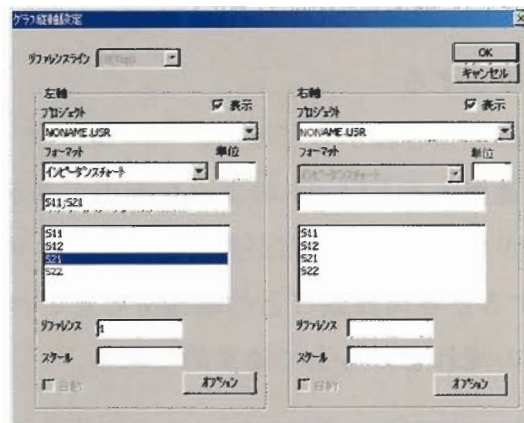 グラフ縦軸設定
リファレンスライン
OK
キャンセル
左軸
プロジェクト
表示
NONAME.USR
フォーマット
単位
インピーダンスチャート
S11;S21
S11
S12
S21
S22
リファレンス
1
スケール
自動
オプション
右軸
プロジェクト
表示
NONAME.USR
フォーマット
単位
インピーダンスチャート
S11
S12
S21
S22
リファレンス
スケール
自動
オプション